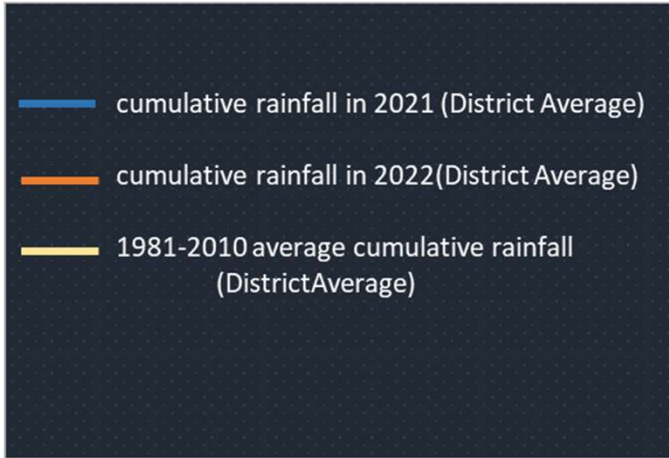 cumulative rainfall in 2021 (District Average)
cumulative rainfall in 2022(District Average)
1981-2010 average cumulative rainfall
(DistrictAverage)